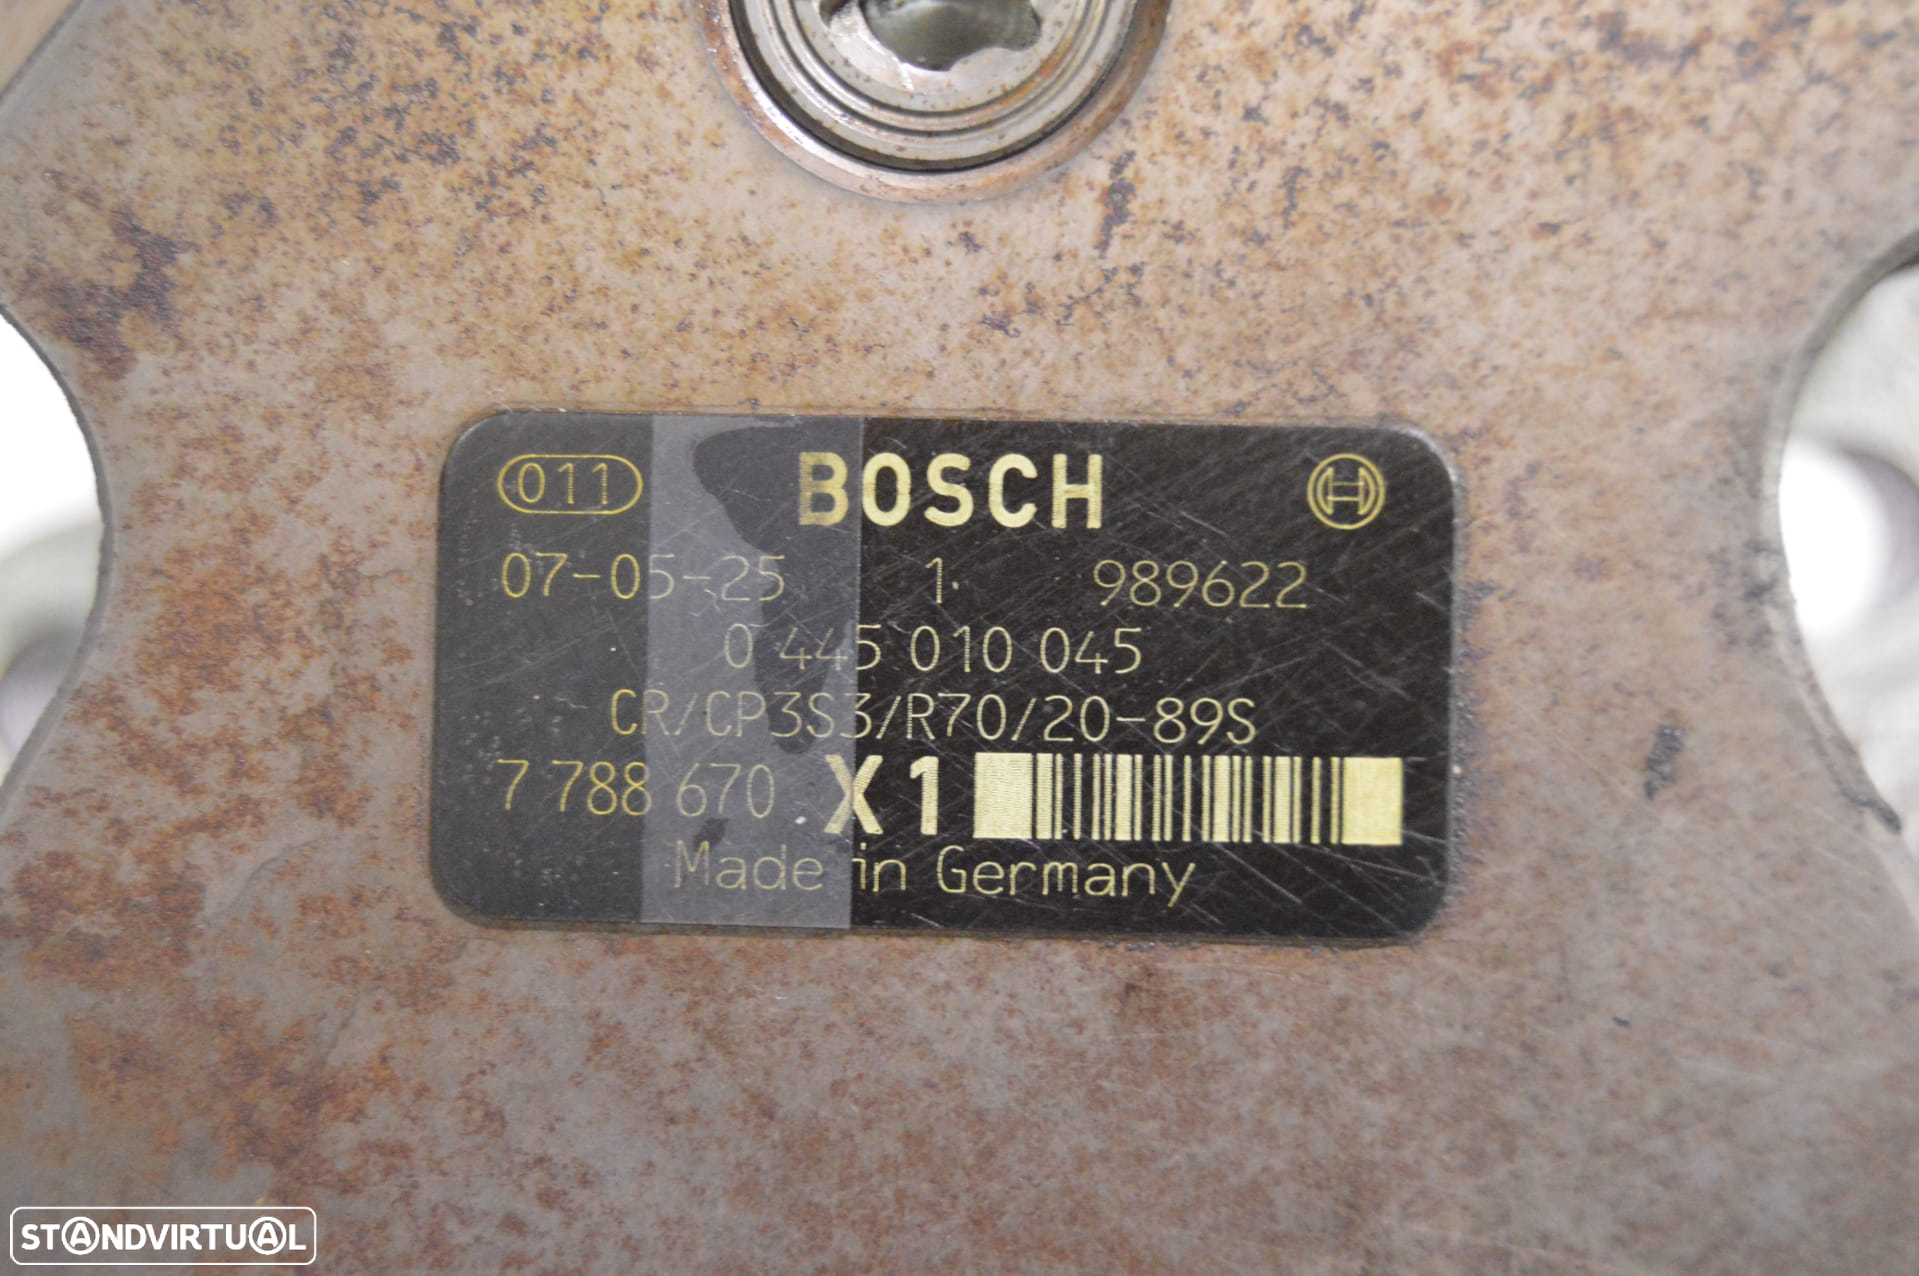 011 BOSCH
07-05-25 1 989622
0 445 010 045
CR/CP3S3/R70/20-89S
7 788 670 X1
Made in Germany
STANDVIRTUAL